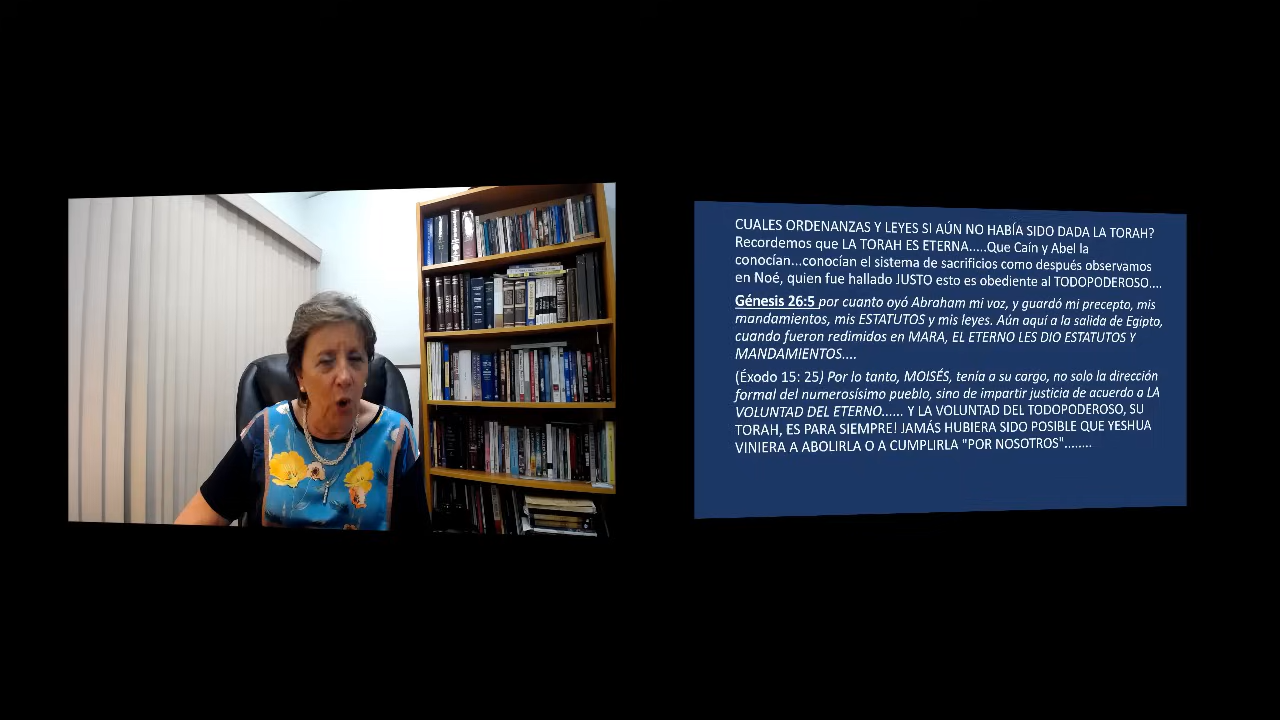 CUALES ORDENANZAS Y LEYES SI AÚN NO HABÍA SIDO DADA LA TORAH?
Recordemos que LA TORAH ES ETERNA.....Que Caín y Abel la
conocían...conocían el sistema de sacrificios como después observamos
en Noé, quien fue hallado JUSTO esto es obediente al TODOPODEROSO....
Génesis 26:5 por cuanto oyó Abraham mi voz, y guardó mi precepto, mis
mandamientos, mis ESTATUTOS y mis leyes. Aún aquí a la salida de Egipto,
cuando fueron redimidos en MARA, EL ETERNO LES DIO ESTATUTOS Y
MANDAMIENTOS....
(Éxodo 15: 25) Por lo tanto, MOISÉS, tenía a su cargo, no solo la dirección
formal del numerosísimo pueblo, sino de impartir justicia de acuerdo a LA
VOLUNTAD DEL ETERNO...... Y LA VOLUNTAD DEL TODOPODEROSO, SU
TORAH, ES PARA SIEMPRE! JAMÁS HUBIERA SIDO POSIBLE QUE YESHUA
VINIERA A ABOLIRLA O A CUMPLIRLA "POR NOSOTROS"........